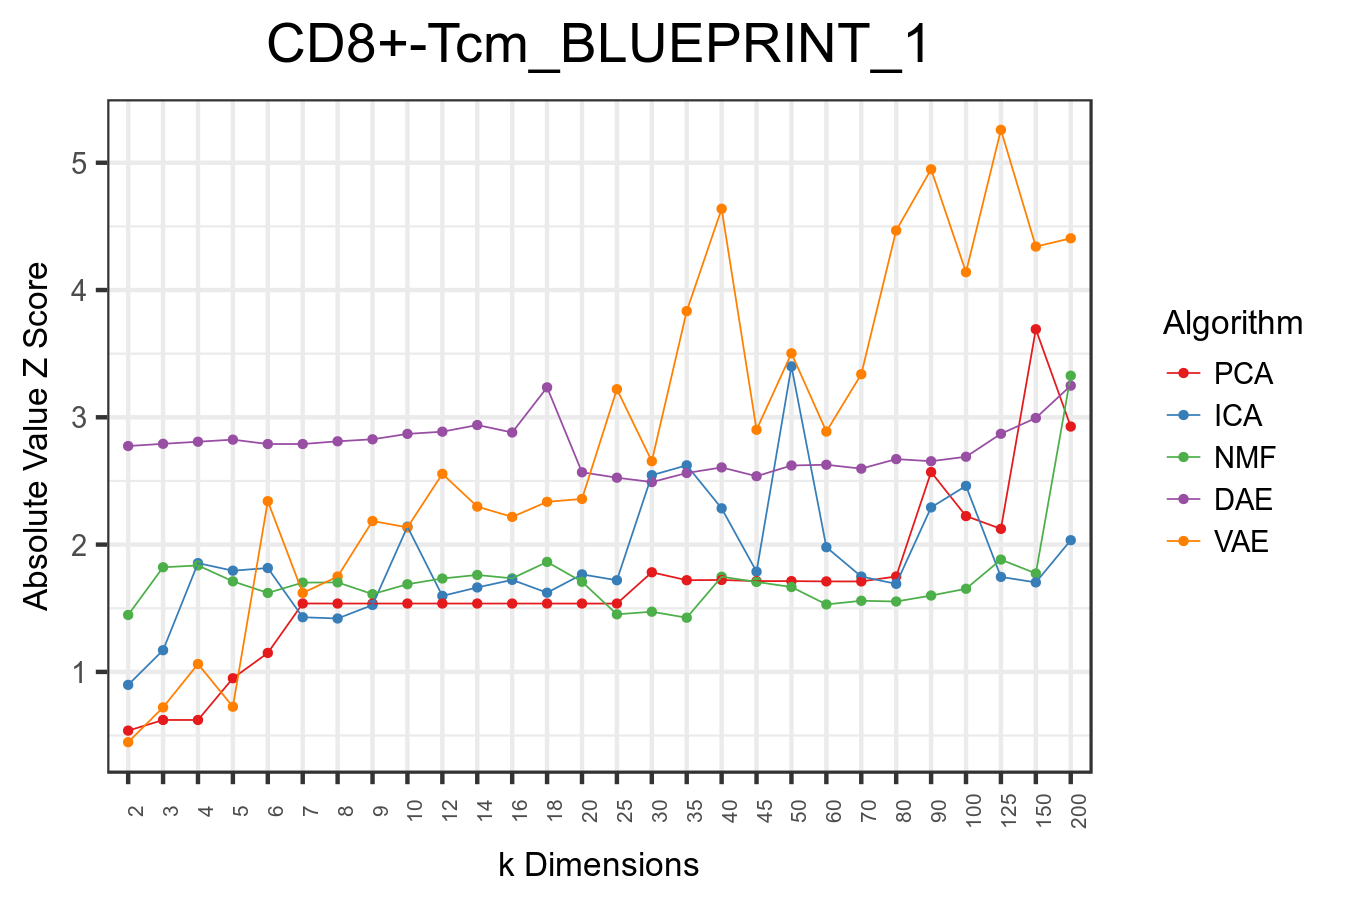 CD8+-Tcm_BLUEPRINT_1
Absolute Value Z Score
5
4
3
2
1
2 3 4 5 6 7 8 9 10 12 14 16 18 20 25 30 35 40 45 50 60 70 80 90 100 125 150 200
k Dimensions
Algorithm
PCA
ICA
NMF
DAE
VAE